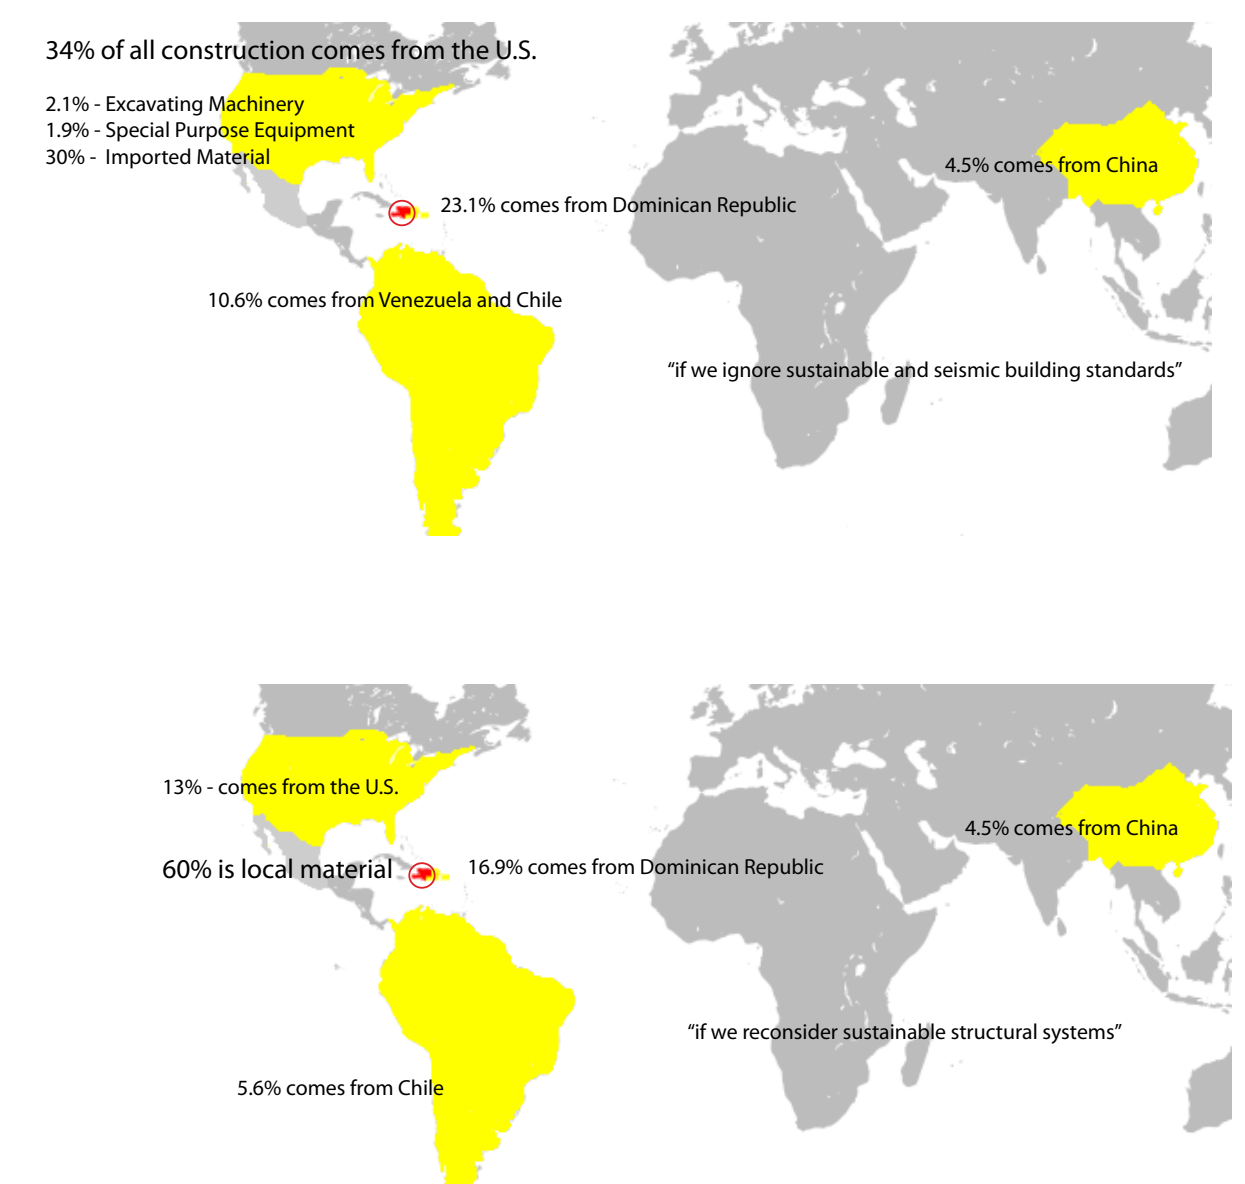 34% of all construction comes from the U.S.
2.1% - Excavating Machinery
1.9% - Special Purpose Equipment
30% -  Imported Material
4.5% comes from China
23.1% comes from Dominican Republic
10.6% comes from Venezuela and Chile
“if we ignore sustainable and seismic building standards”
13% - comes from the U.S.
4.5% comes from China
60% is local material
16.9% comes from Dominican Republic
“if we reconsider sustainable structural systems”
5.6% comes from Chile